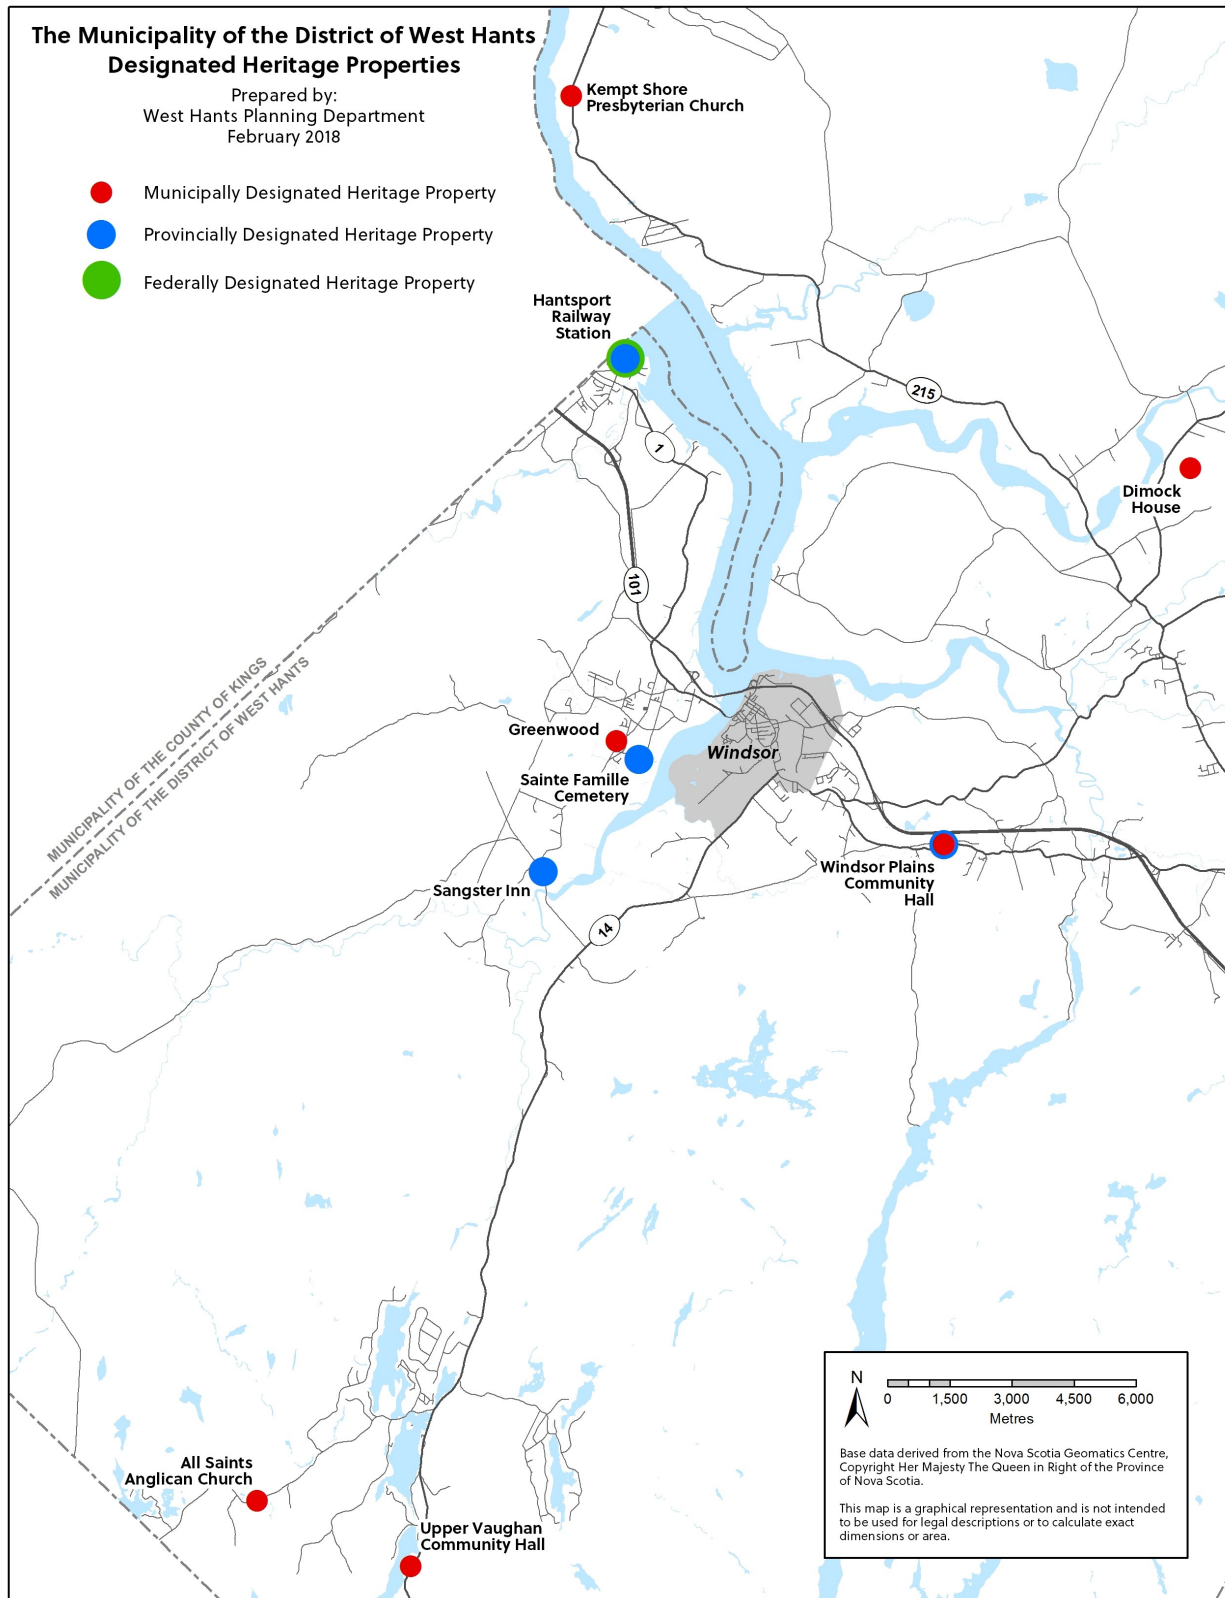 The Municipality of the District of West Hants
Designated Heritage Properties
Prepared by:
West Hants Planning Department
February 2018
Municipally Designated Heritage Property
Provincially Designated Heritage Property
Federally Designated Heritage Property
Kempt Shore
Presbyterian Church
Hantsport
Railway
Station
215
1
Dimock
House
101
MUNICIPALITY OF THE COUNTY OF KINGS
MUNICIPALITY OF THE DISTRICT OF WEST HANTS
Greenwood
Windsor
Sainte Famille
Cemetery
Windsor Plains
Community
Hall
Sangster Inn
14
All Saints
Anglican Church
Upper Vaughan
Community Hall
N
0 1,500 3,000 4,500 6,000
Metres
Base data derived from the Nova Scotia Geomatics Centre,
Copyright Her Majesty The Queen in Right of the Province
of Nova Scotia.
This map is a graphical representation and is not intended
to be used for legal descriptions or to calculate exact
dimensions or area.